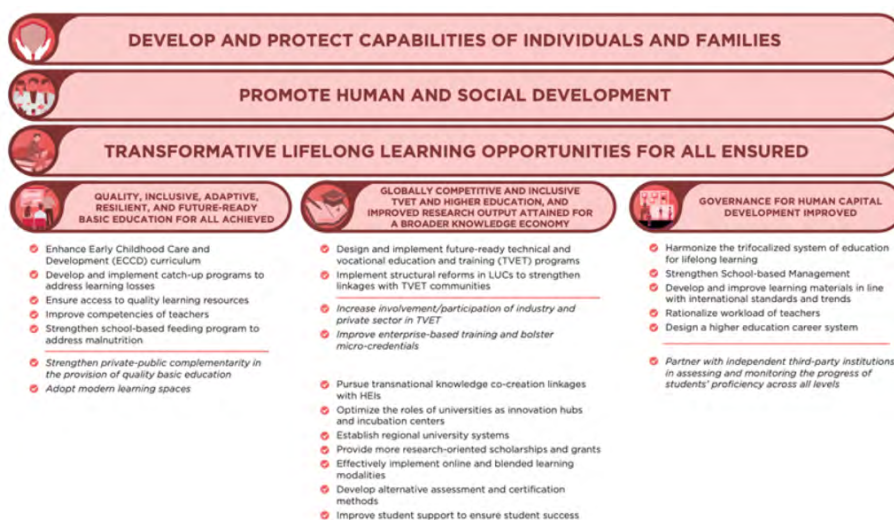 DEVELOP AND PROTECT CAPABILITIES OF INDIVIDUALS AND FAMILIES
PROMOTE HUMAN AND SOCIAL DEVELOPMENT
TRANSFORMATIVE LIFELONG LEARNING OPPORTUNITIES FOR ALL ENSURED
QUALITY, INCLUSIVE, ADAPTIVE,
RESILIENT, AND FUTURE-READY
BASIC EDUCATION FOR ALL ACHIEVED
Enhance Early Childhood Care and
Development (ECCD) curriculum
Develop and implement catch-up programs to
address learning losses
Ensure access to quality learning resources
Improve competencies of teachers
Strengthen school-based feeding program to
address malnutrition
Strengthen private-public complementarity in
the provision of quality basic education
Adopt modern learning spaces
GLOBALLY COMPETITIVE AND INCLUSIVE
TVET AND HIGHER EDUCATION, AND
IMPROVED RESEARCH OUTPUT ATTAINED FOR
A BROADER KNOWLEDGE ECONOMY
Design and implement future-ready technical and
vocational education and training (TVET) programs
Implement structural reforms in LUCs to strengthen
linkages with TVET communities
Increase involvement/participation of industry and
private sector in TVET
Improve enterprise-based training and bolster
micro-credentials
Pursue transnational knowledge co-creation linkages
with HEIs
Optimize the roles of universities as innovation hubs
and incubation centers
Establish regional university systems
Provide more research-oriented scholarships and grants
Effectively implement online and blended learning
modalities
Develop alternative assessment and certification
methods
Improve student support to ensure student success
GOVERNANCE FOR HUMAN CAPITAL
DEVELOPMENT IMPROVED
Harmonize the trifocalized system of education
for lifelong learning
Strengthen School-based Management
Develop and improve learning materials in line
with international standards and trends
Rationalize workload of teachers
Design a higher education career system
Partner with independent third-party institutions
in assessing and monitoring the progress of
students' proficiency across all levels